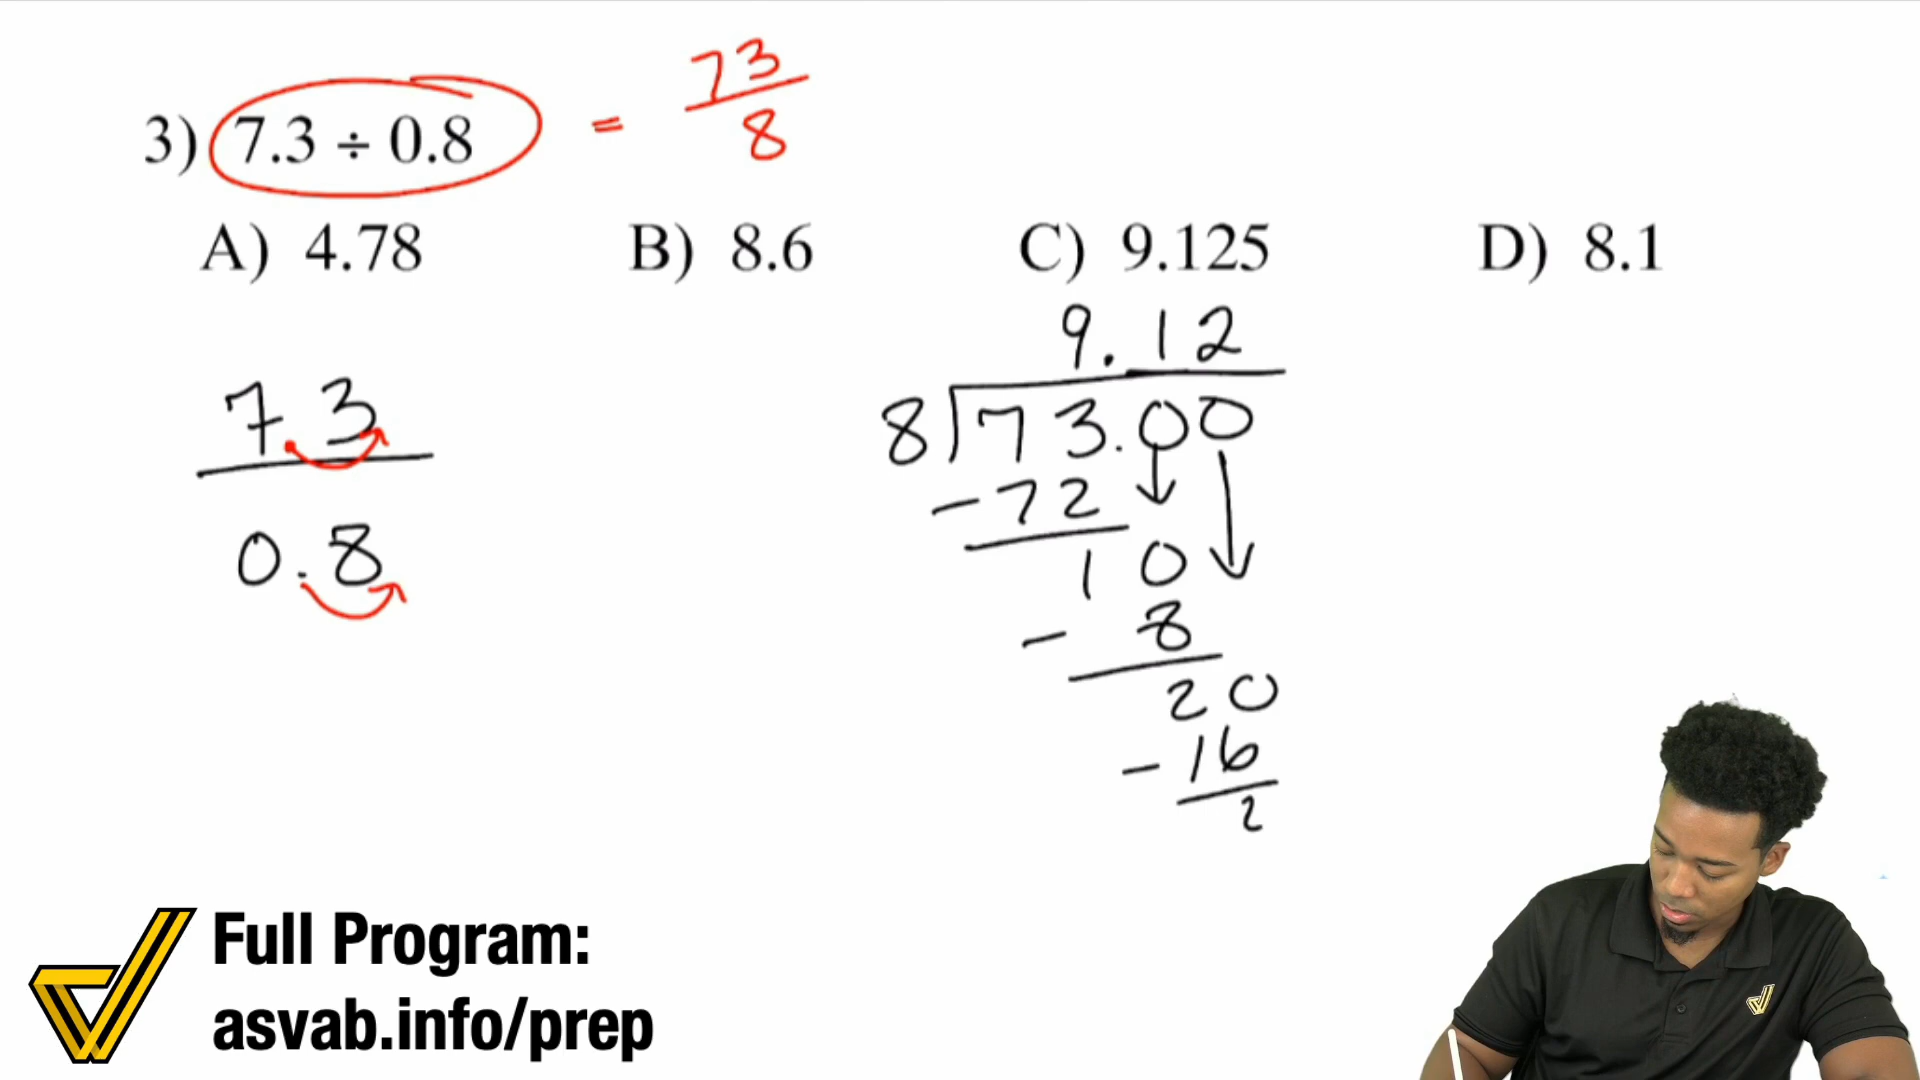 3) 7.3 ÷ 0.8 = 73/8
A) 4.78 B) 8.6 C) 9.125 D) 8.1
7.3
0.8
9.12
8 73.00
-72
10
- 8
20
-16
2
Full Program:
asvab.info/prep